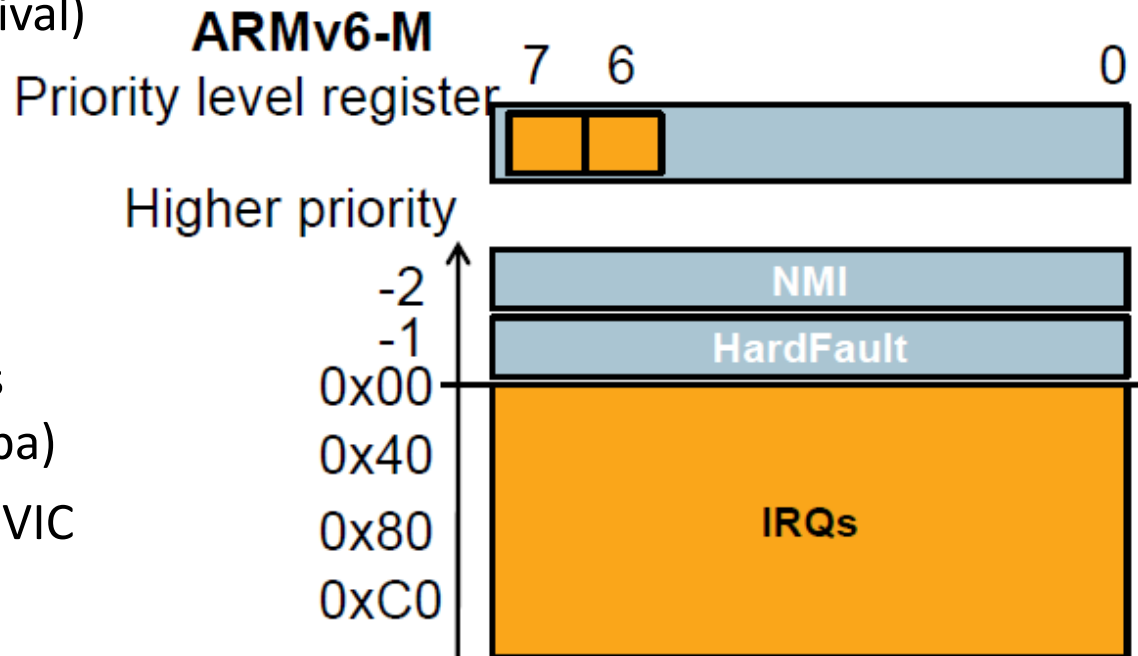 ival)
ARMv6-M
7 6 0
Priority level register
Higher priority
-2 NMI
-1 HardFault
s
0x00
pa)
0x40
VIC
0x80 IRQs
0xC0